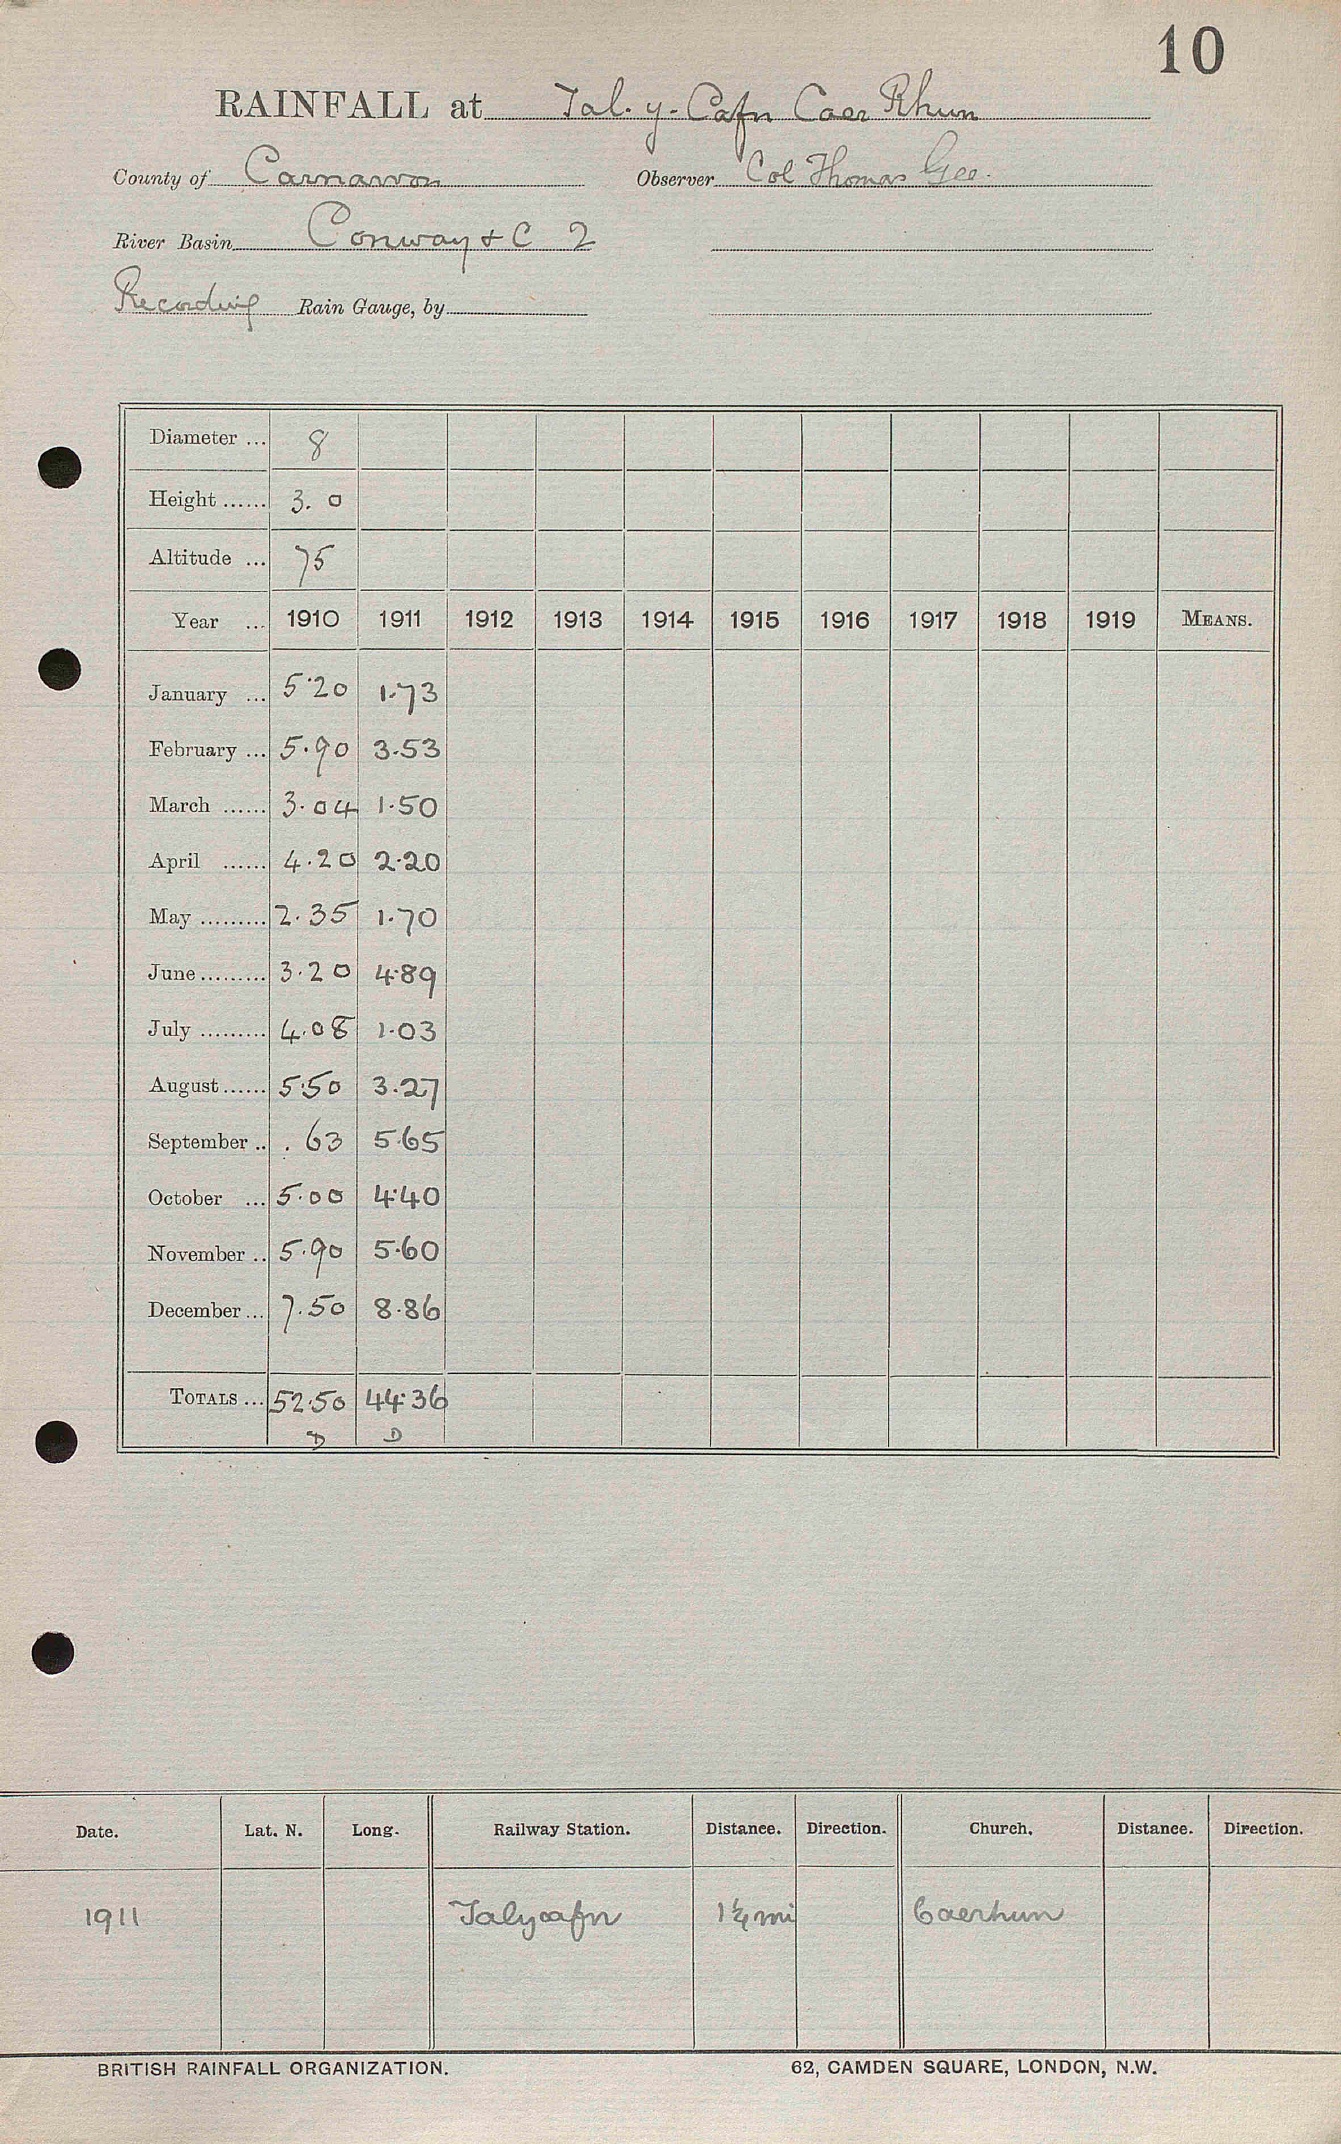 10
RAINFALL at Tal-y-Cafn Caer Rhun
County of Carnarvon Observer Col Thomas Gee.
River Basin Conway & C 2
Recording Rain Gauge, by
Diameter ... 8
Height ...... 3. 0
Altitude ... 75
Year ... 1910 1911 1912 1913 1914 1915 1916 1917 1918 1919 MEANS.
January ... 5.20 1.73
February ... 5.90 3.53
March ...... 3.04 1.50
April ...... 4.20 2.20
May ......... 2.35 1.70
June ......... 3.20 4.89
July ......... 4.08 1.03
August ...... 5.50 3.27
September .. .63 5.65
October ... 5.00 4.40
November .. 5.90 5.60
December ... 7.50 8.86
TOTALS ... 52.50 44.36
D D
Date. Lat. N. Long. Railway Station. Distance. Direction. Church. Distance. Direction.
1911 Talycafn 1¼ mi Caerhun
BRITISH RAINFALL ORGANIZATION. 62, CAMDEN SQUARE, LONDON, N.W.